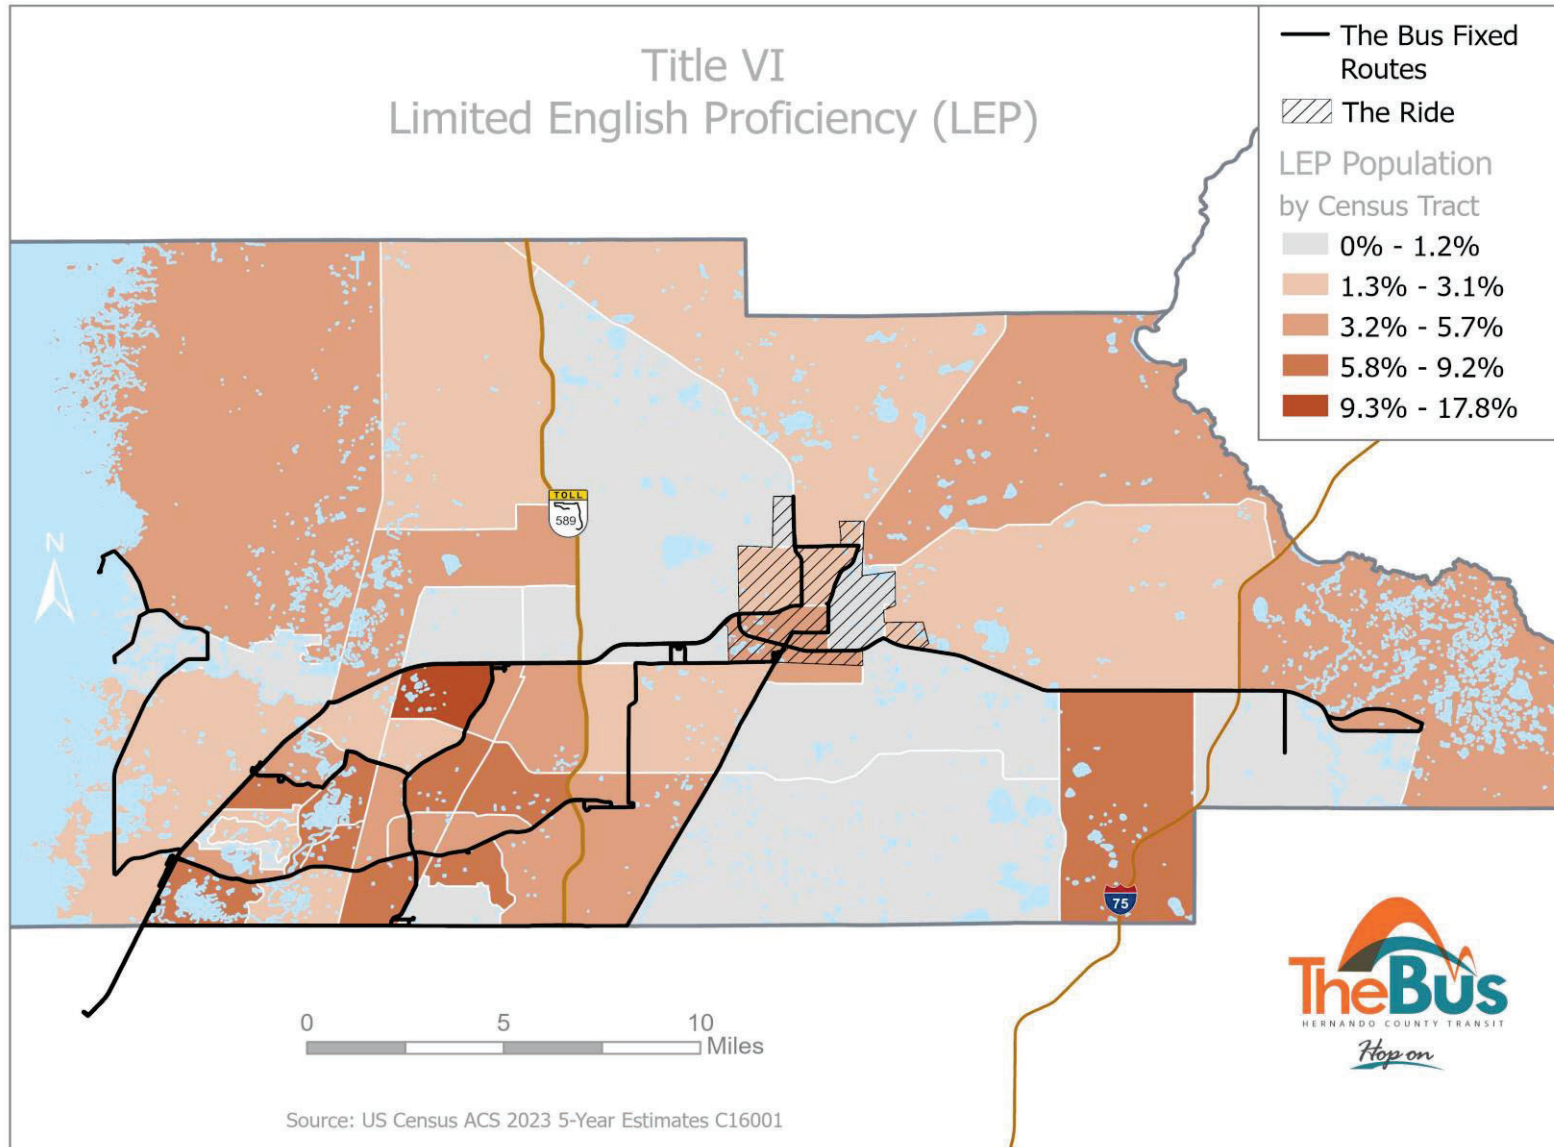 Title VI
Limited English Proficiency (LEP)
The Bus Fixed
Routes
The Ride
LEP Population
by Census Tract
0% - 1.2%
1.3% - 3.1%
3.2% - 5.7%
5.8% - 9.2%
9.3% - 17.8%
TOLL
589
N
75
0 5 10
Miles
TheBus
HERNANDO COUNTY TRANSIT
Hop on
Source: US Census ACS 2023 5-Year Estimates C16001